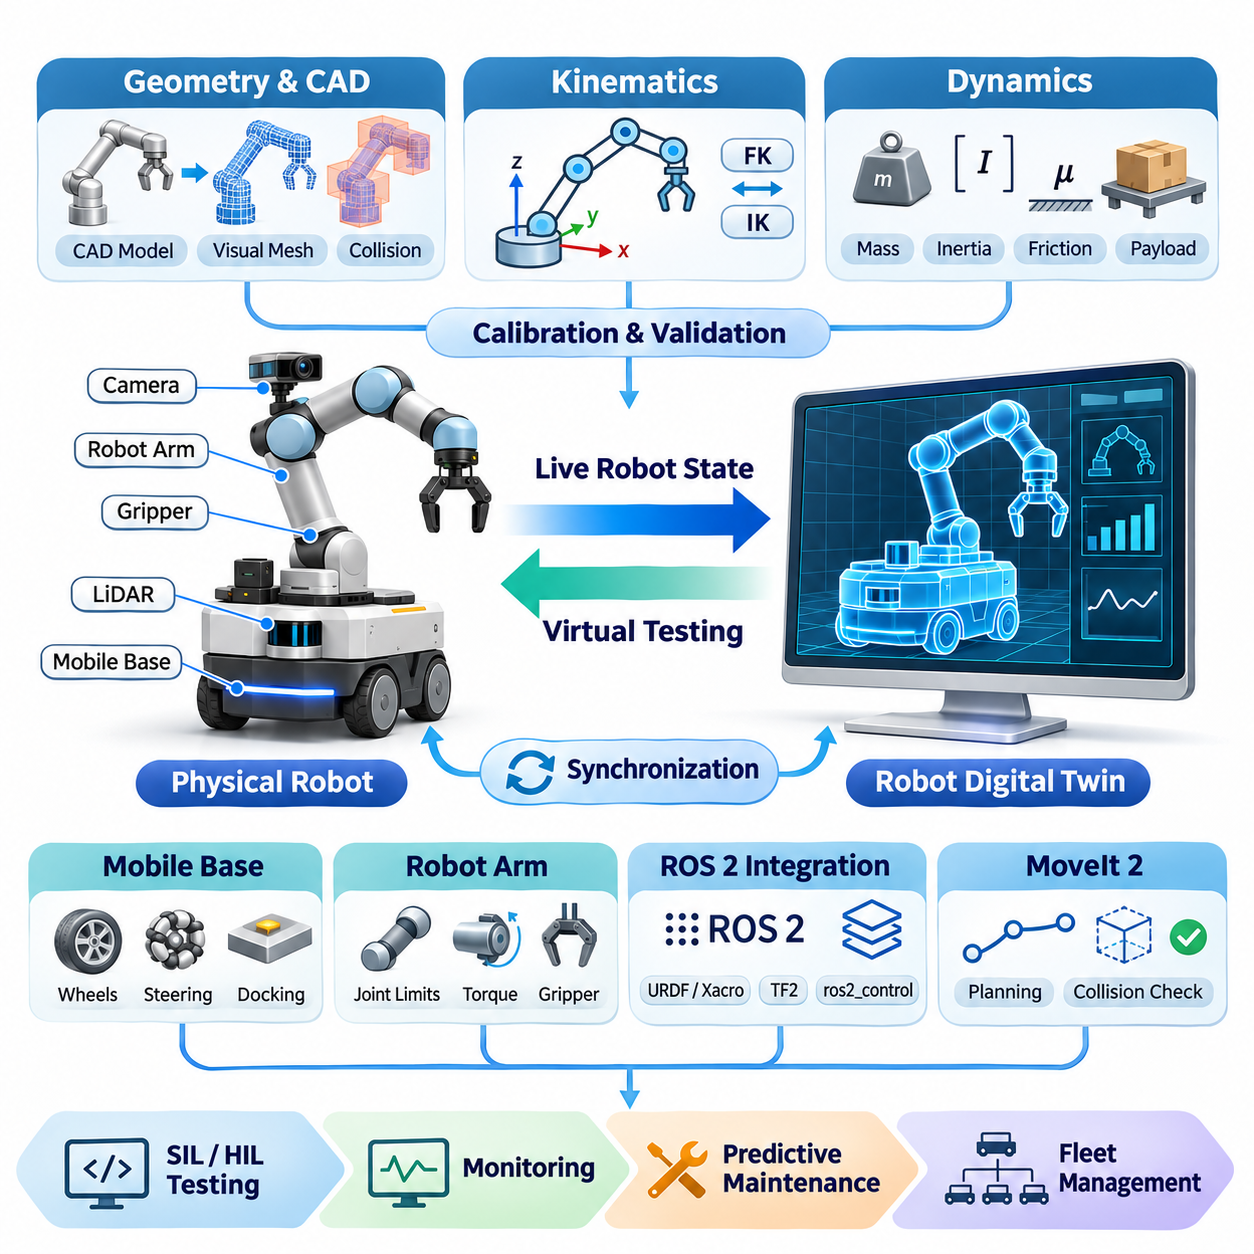 Geometry & CAD
CAD Model
Visual Mesh
Collision
Kinematics
z
y
x
FK
IK
Dynamics
m
[I]
μ
Mass
Inertia
Friction
Payload
Calibration & Validation
Camera
Robot Arm
Gripper
LiDAR
Mobile Base
Live Robot State
Virtual Testing
Physical Robot
Synchronization
Robot Digital Twin
Mobile Base
Wheels
Steering
Docking
Robot Arm
Joint Limits
Torque
Gripper
ROS 2 Integration
ROS 2
URDF / Xacro
TF2
ros2_control
MoveIt 2
Planning
Collision Check
</>
SIL / HIL
Testing
Monitoring
Predictive
Maintenance
Fleet
Management